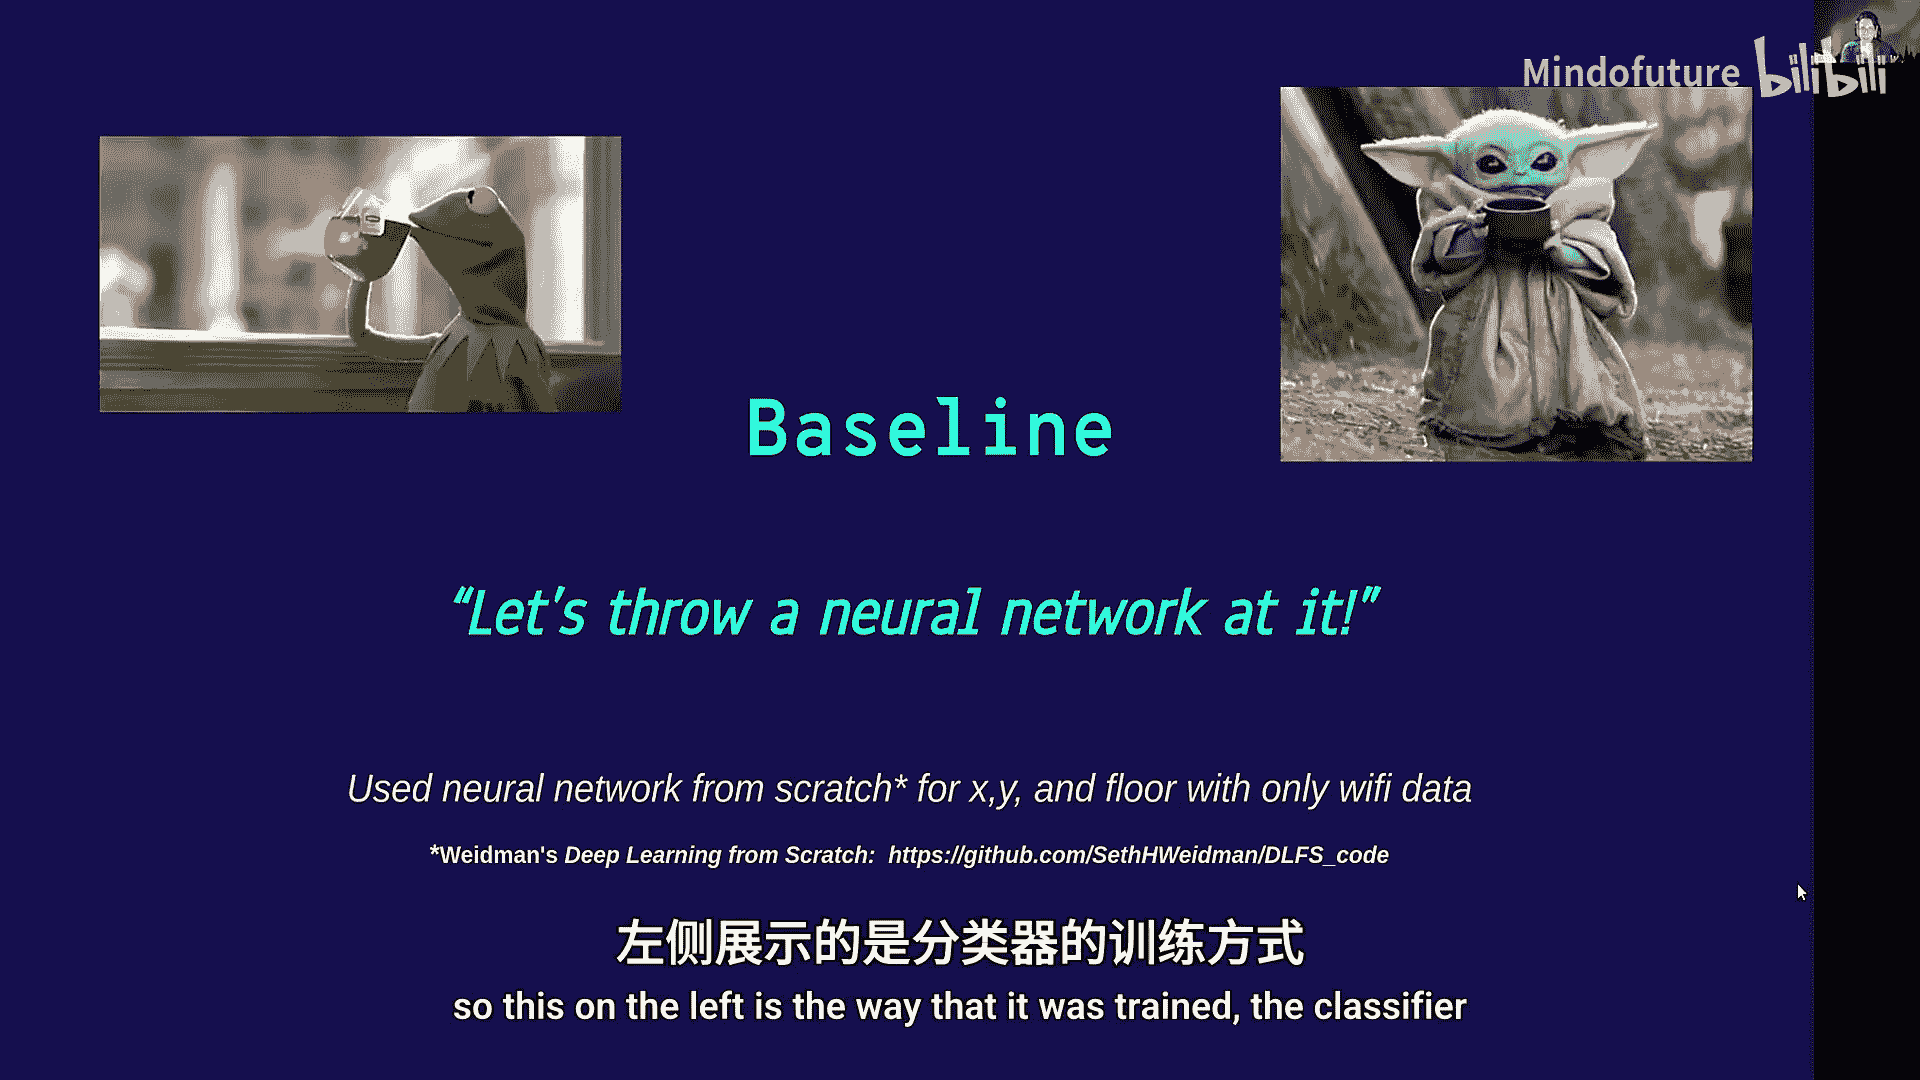 Mindofuture bilibili
Baseline
“Let's throw a neural network at it!”
Used neural network from scratch* for x,y, and floor with only wifi data
*Weidman's Deep Learning from Scratch: https://github.com/SethHWeidman/DLFS_code
左侧展示的是分类器的训练方式
so this on the left is the way that it was trained, the classifier